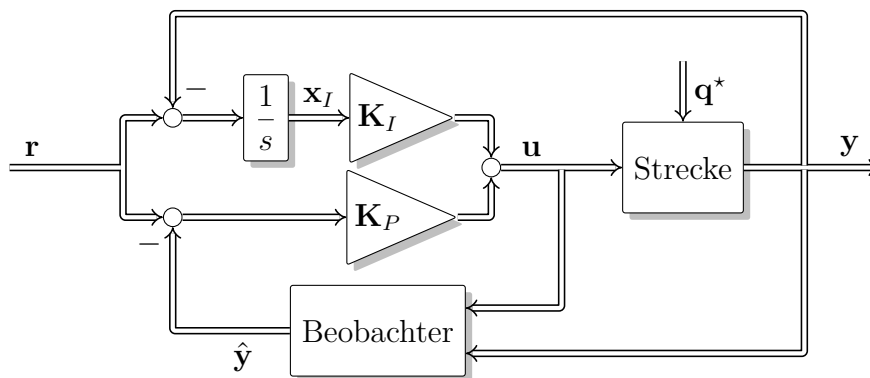 −
1
s
𝐱_I
𝐊_I
𝐪⋆
𝐫
𝐮
Strecke
𝐲
−
𝐊_P
Beobachter
𝐲̂